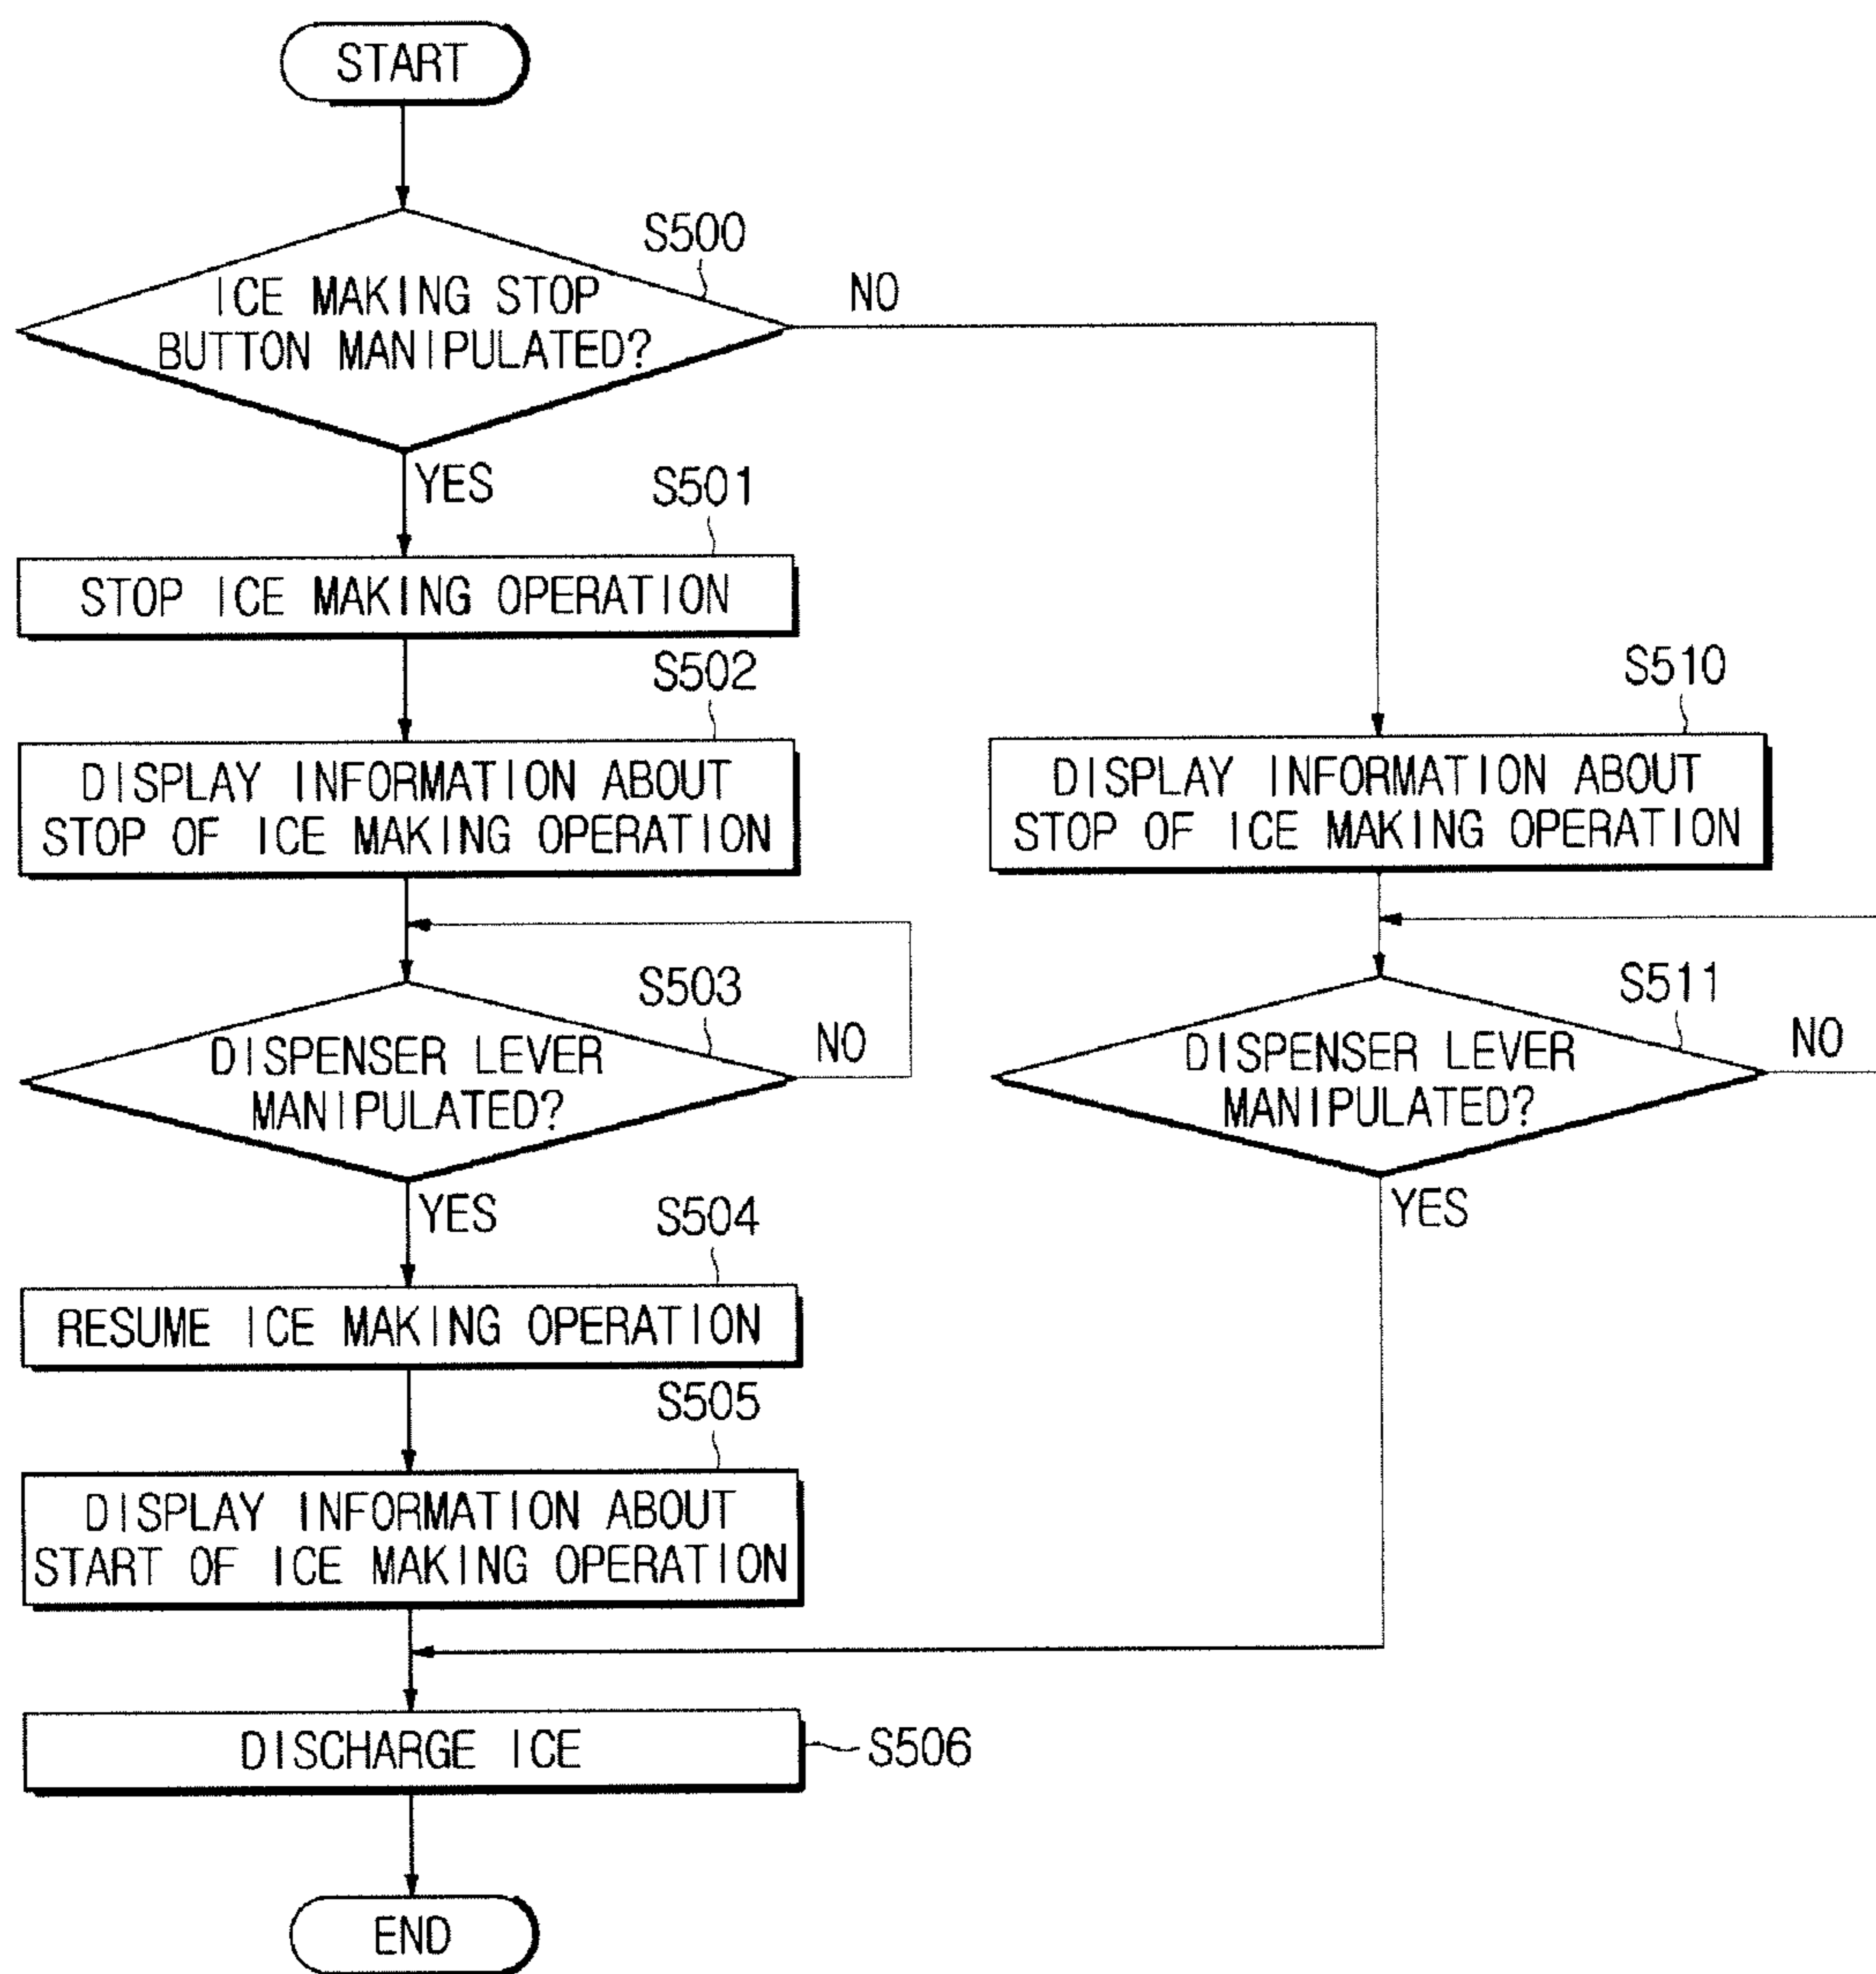 START
S500
ICE MAKING STOP
BUTTON MANIPULATED?
NO
YES
S501
STOP ICE MAKING OPERATION
S502
DISPLAY INFORMATION ABOUT
STOP OF ICE MAKING OPERATION
S503
DISPENSER LEVER
MANIPULATED?
NO
YES
S504
RESUME ICE MAKING OPERATION
S505
DISPLAY INFORMATION ABOUT
START OF ICE MAKING OPERATION
S510
DISPLAY INFORMATION ABOUT
STOP OF ICE MAKING OPERATION
S511
DISPENSER LEVER
MANIPULATED?
NO
YES
DISCHARGE ICE
S506
END